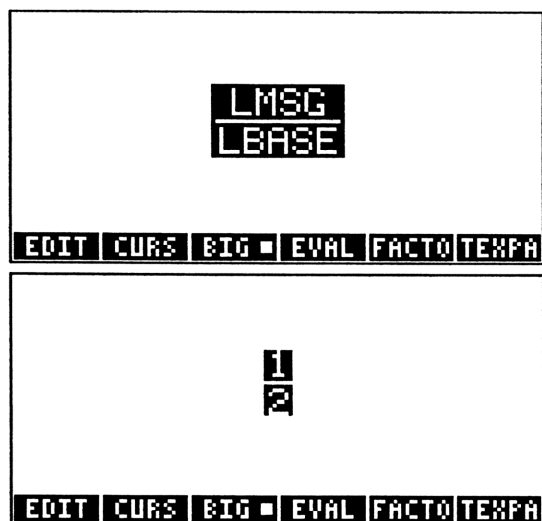 LMSG
LBASE
EDIT CURS BIG ■ EVAL FACTO TEXPA
1
2
EDIT CURS BIG ■ EVAL FACTO TEXPA